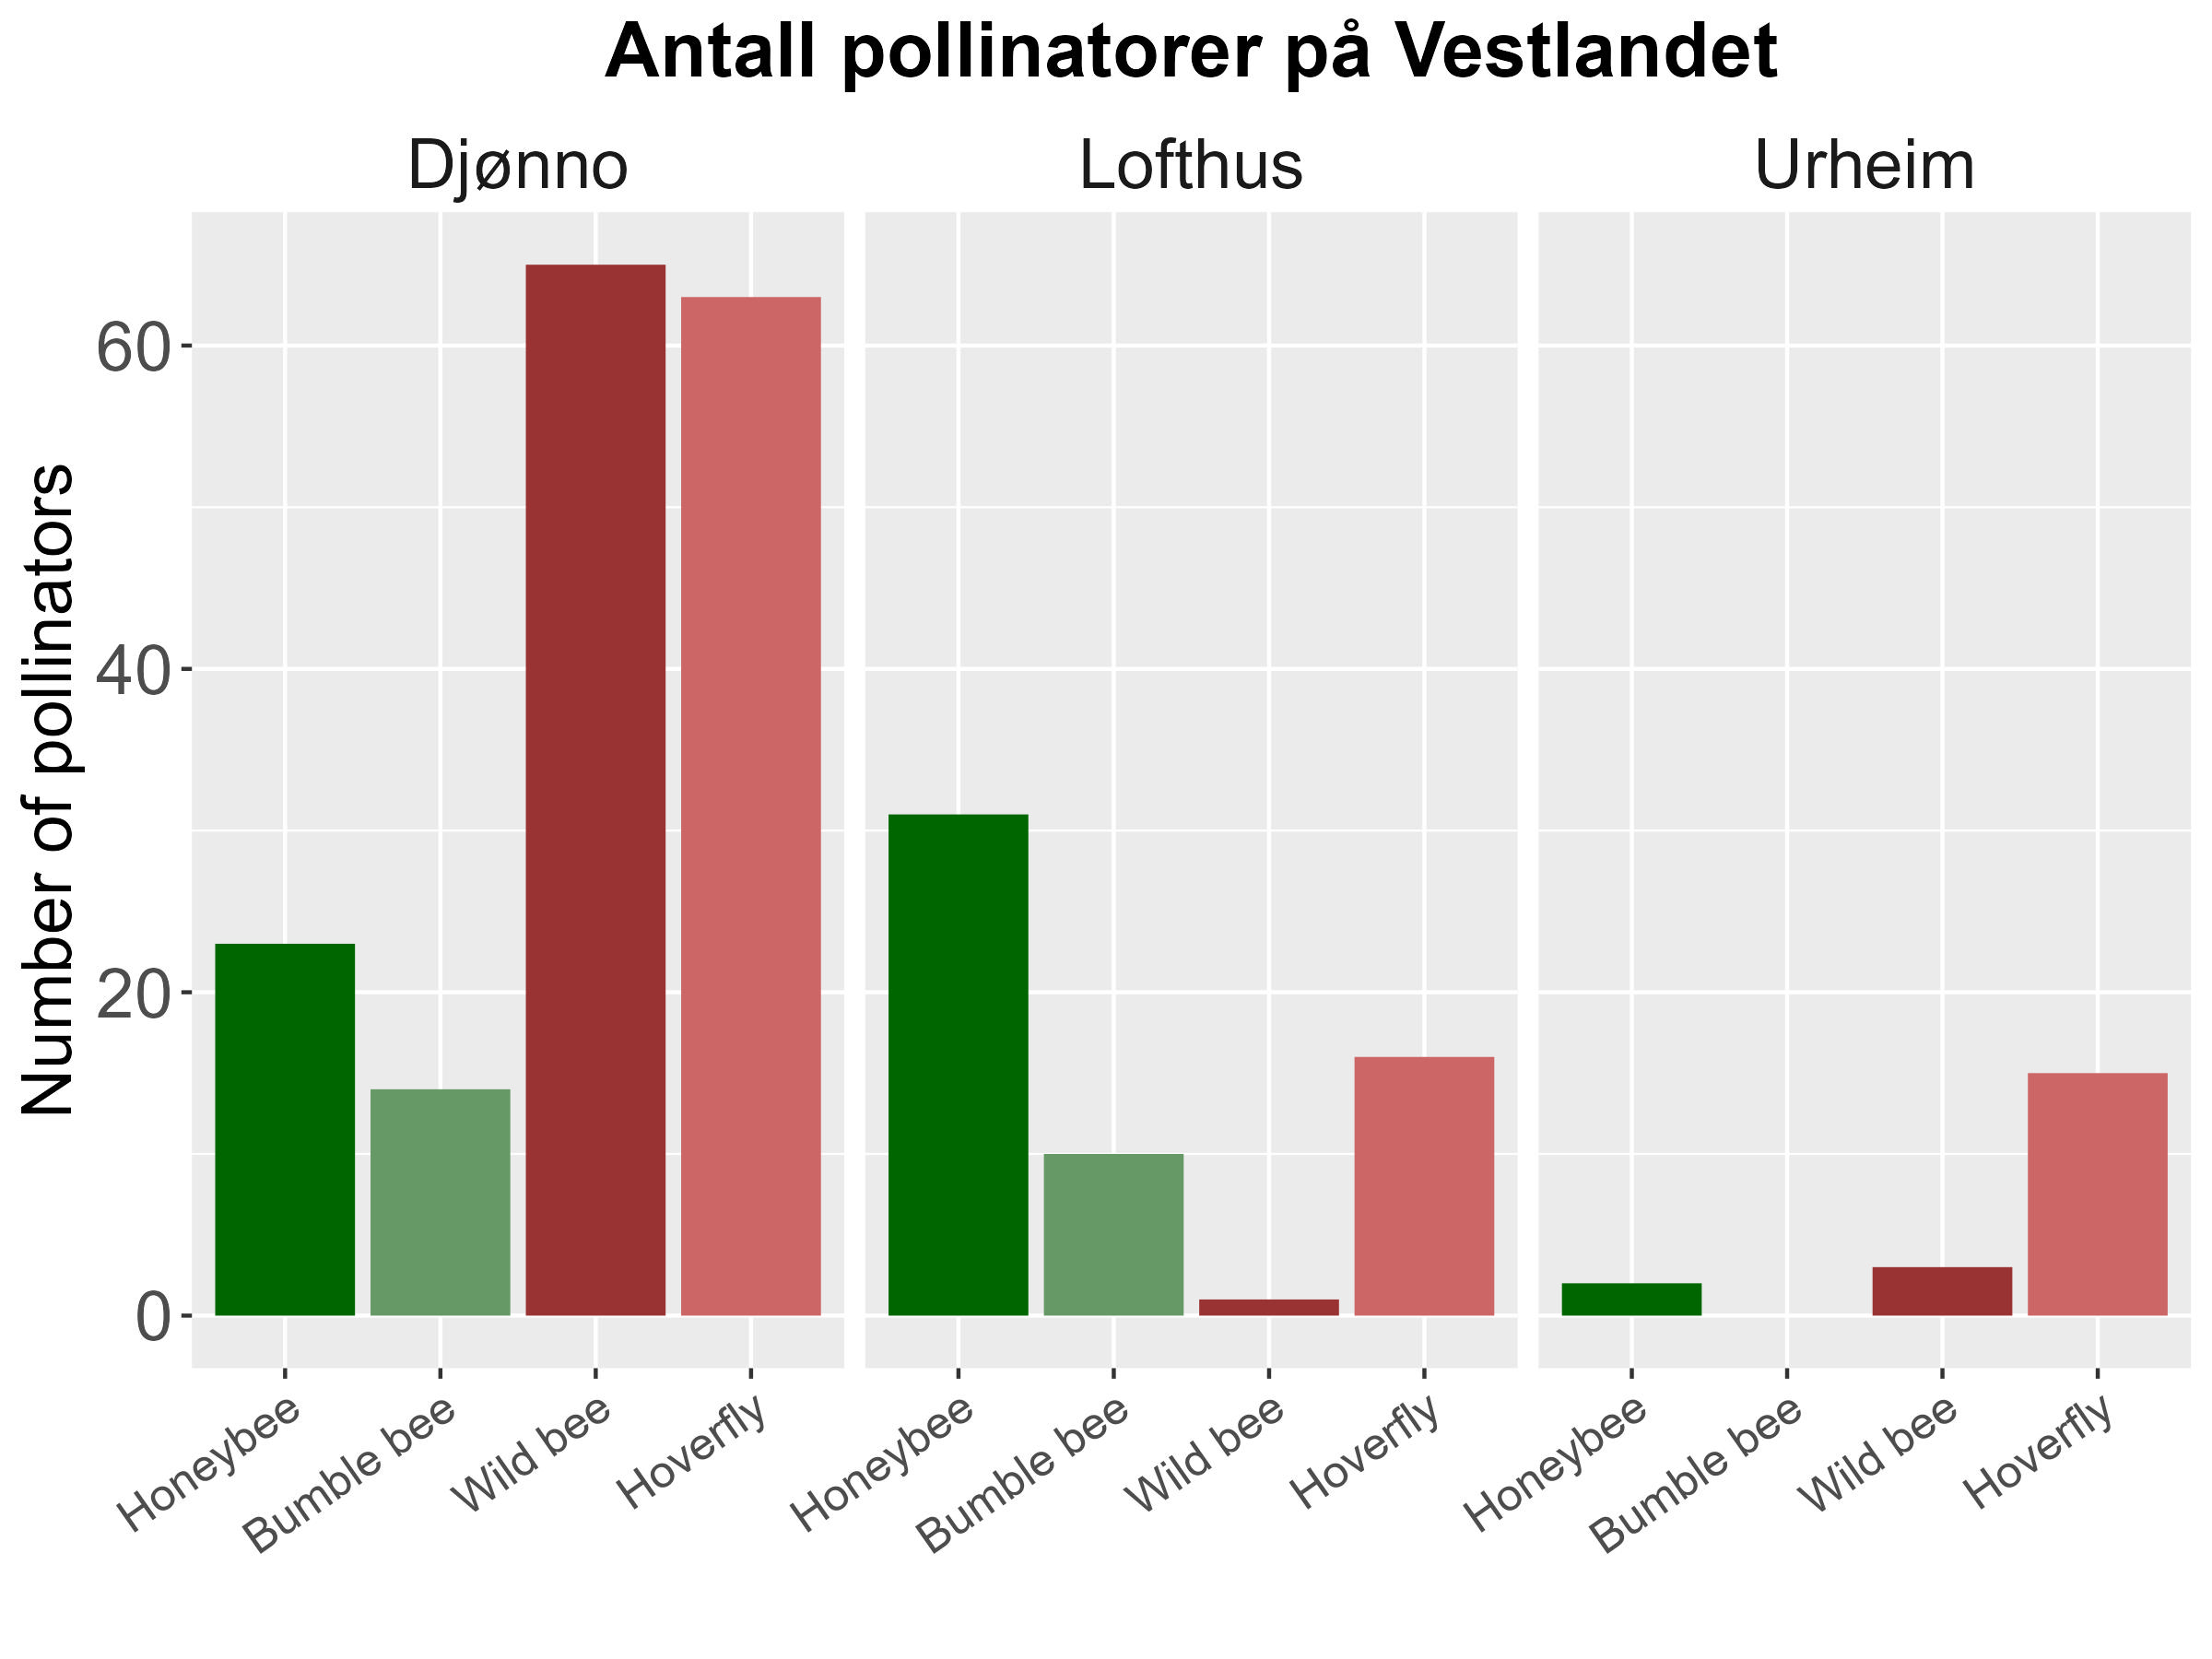 Antall pollinatorer på Vestlandet
Djønno
Lofthus
Urheim
Number of pollinators
60
40
20
0
Honeybee
Bumble bee
Wild bee
Hoverfly
Honeybee
Bumble bee
Wild bee
Hoverfly
Honeybee
Bumble bee
Wild bee
Hoverfly